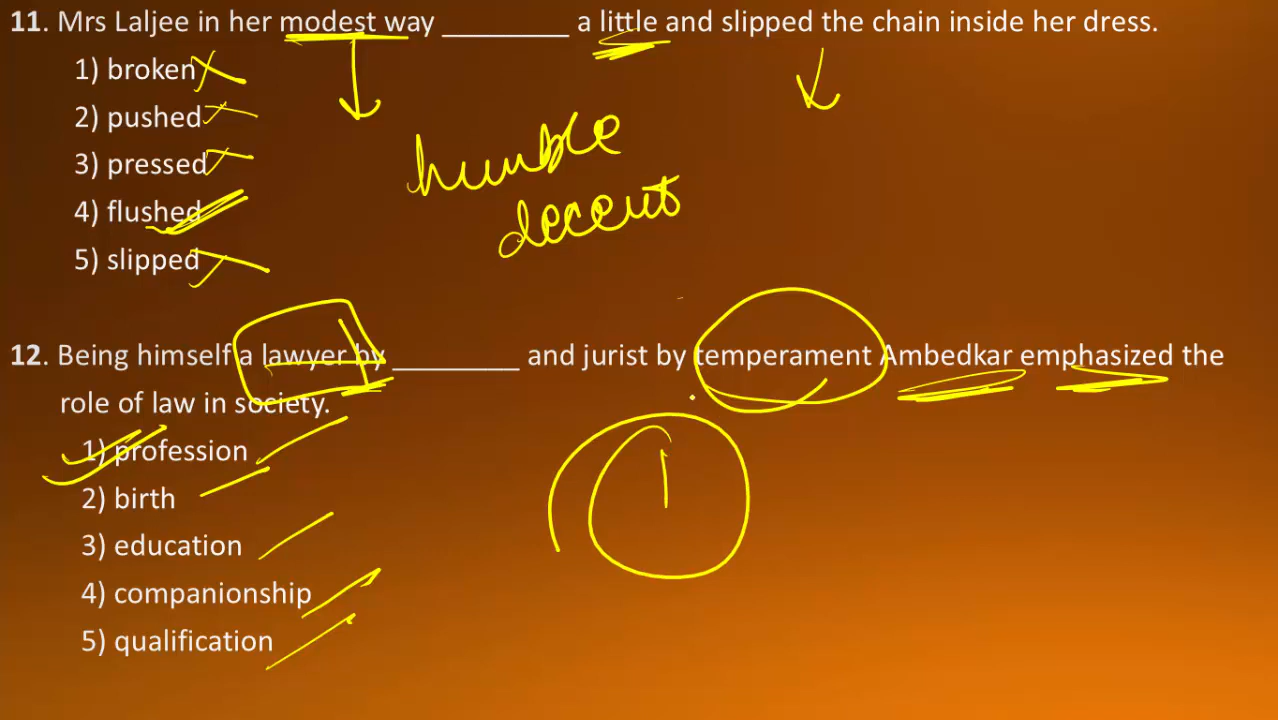 11. Mrs Laljee in her modest way ________ a little and slipped the chain inside her dress.
1) broken
2) pushed
3) pressed
4) flushed
5) slipped
humble
decent
12. Being himself a lawyer by ________ and jurist by temperament Ambedkar emphasized the
role of law in society.
1) profession
2) birth
3) education
4) companionship
5) qualification
1